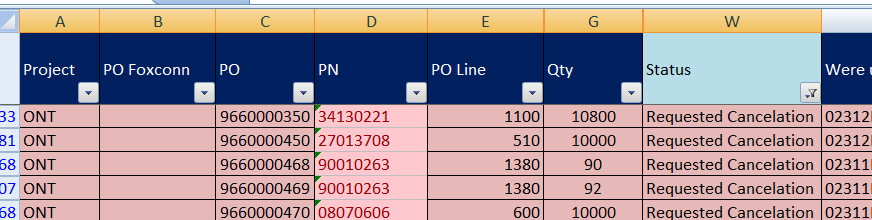 A B C D E G W
Project PO Foxconn PO PN PO Line Qty Status Were
33 ONT 9660000350 34130221 1100 10800 Requested Cancelation 02312
81 ONT 9660000450 27013708 510 10000 Requested Cancelation 02312
68 ONT 9660000468 90010263 1380 90 Requested Cancelation 02311
07 ONT 9660000469 90010263 1380 92 Requested Cancelation 02311
68 ONT 9660000470 08070606 600 10000 Requested Cancelation 02311